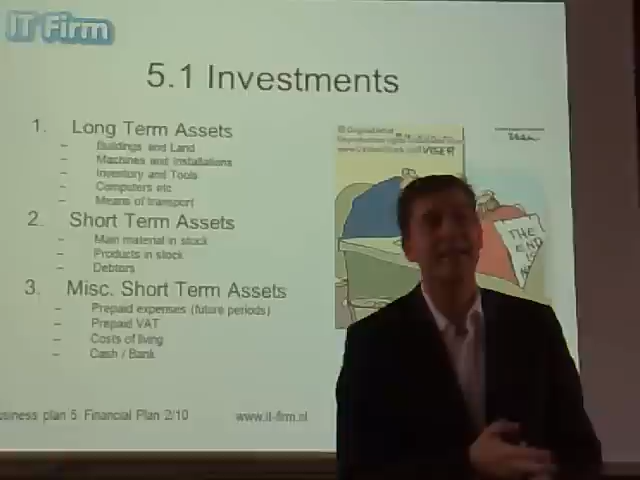 IT Firm
5.1 Investments
1. Long Term Assets
– Buildings and Land
– Machines and Installations
– Inventory and Tools
– Computers etc
– Means of transport
2. Short Term Assets
– Main material in stock
– Products in stock
– Debtors
3. Misc. Short Term Assets
– Prepaid expenses (future periods)
– Prepaid VAT
– Costs of living
– Cash / Bank
THE
END
IS
usiness plan 5. Financial Plan 2/10 www.it-firm.nl